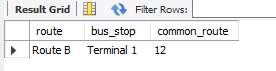 Result Grid Filter Rows:
route bus_stop common_route
Route B Terminal 1 12